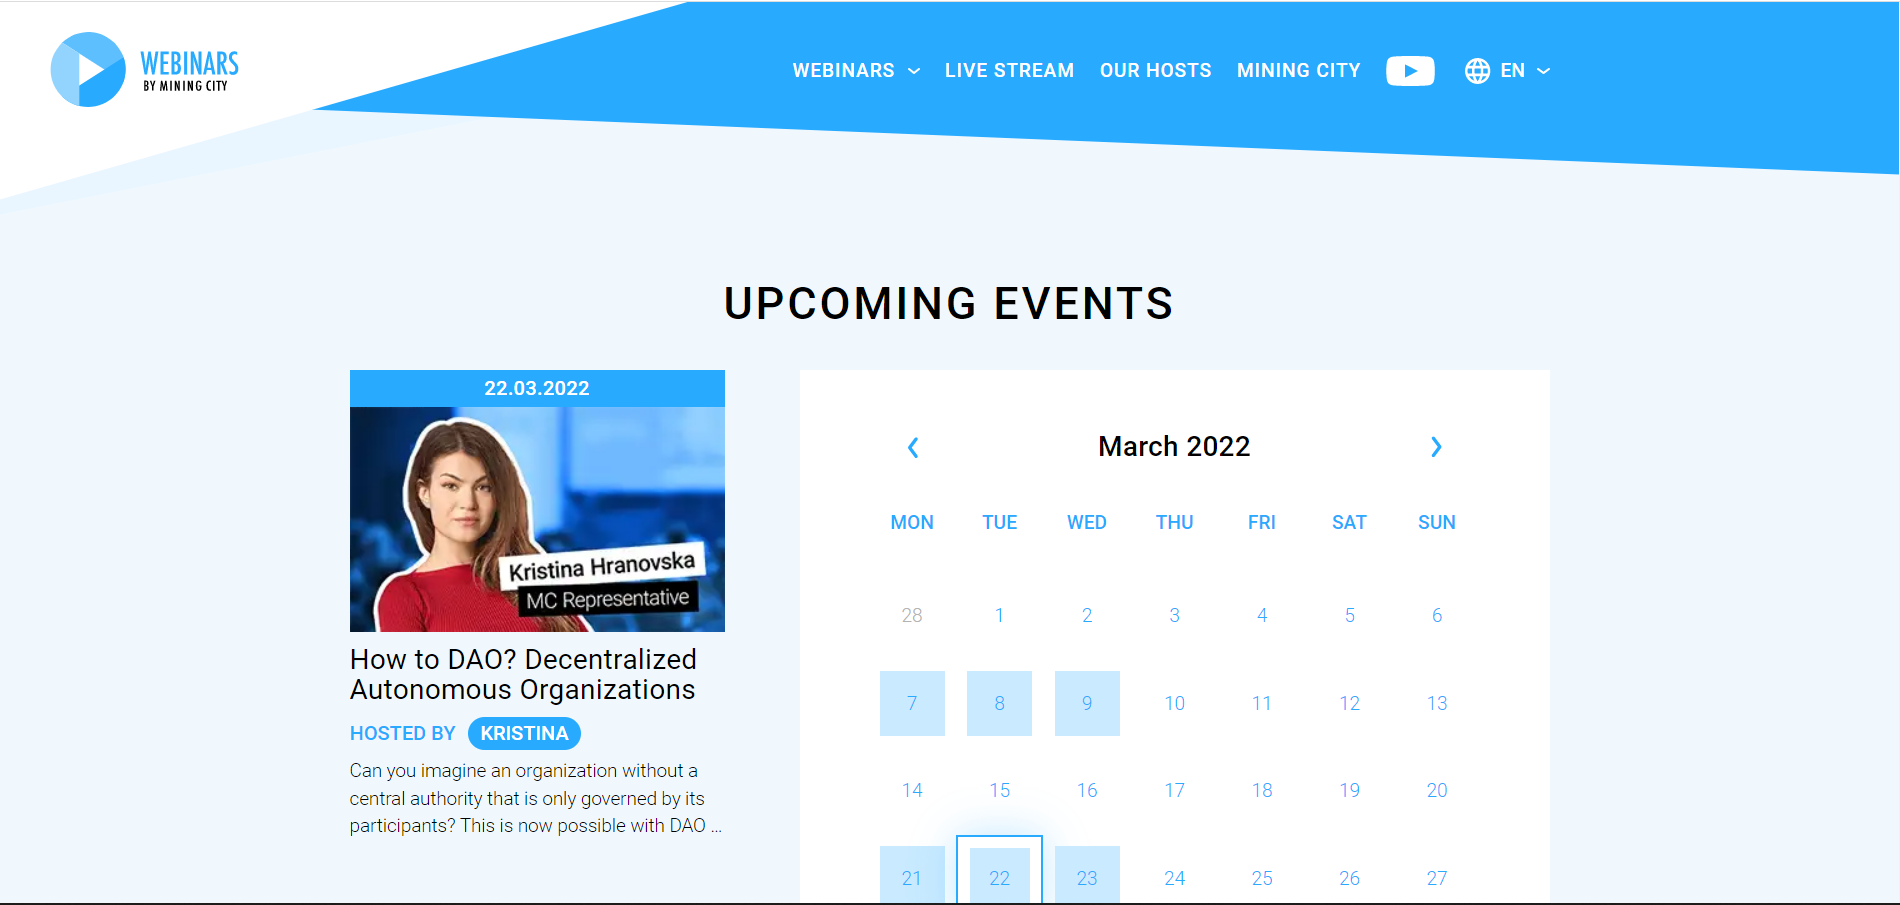 WEBINARS
BY MINING CITY
WEBINARS LIVE STREAM OUR HOSTS MINING CITY EN
UPCOMING EVENTS
22.03.2022
Kristina Hranovska
MC Representative
How to DAO? Decentralized
Autonomous Organizations
HOSTED BY KRISTINA
Can you imagine an organization without a
central authority that is only governed by its
participants? This is now possible with DAO ...
March 2022
MON TUE WED THU FRI SAT SUN
28 1 2 3 4 5 6
7 8 9 10 11 12 13
14 15 16 17 18 19 20
21 22 23 24 25 26 27